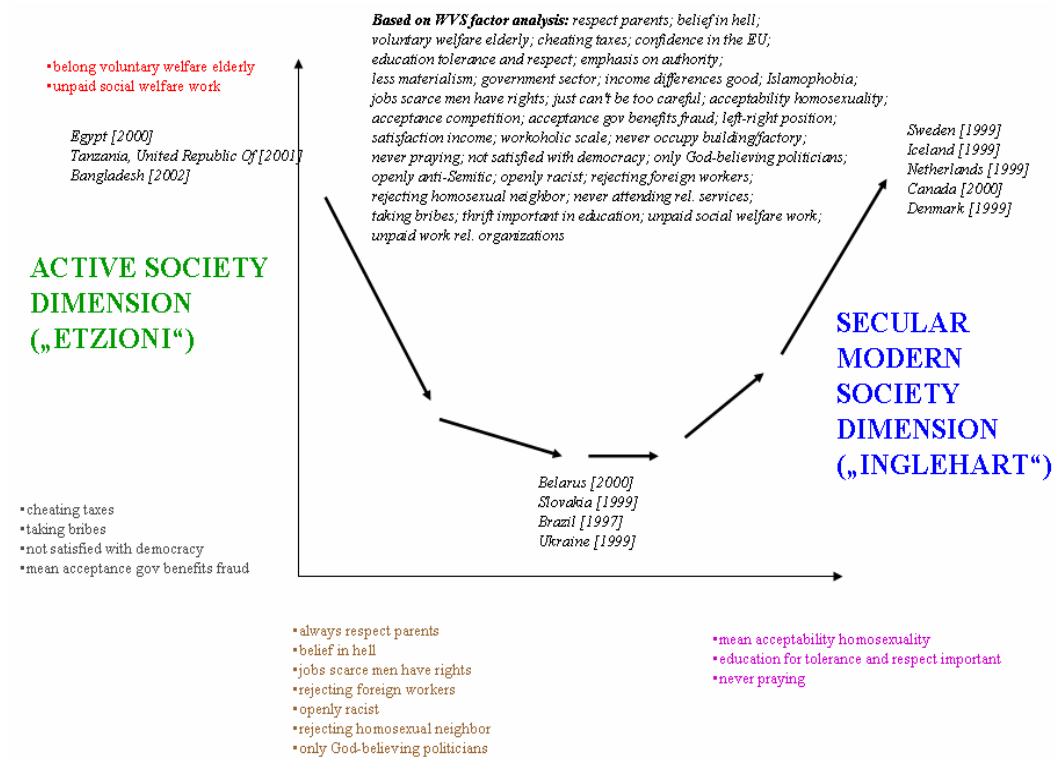 Based on WVS factor analysis: respect parents; belief in hell;
voluntary welfare elderly; cheating taxes; confidence in the EU;
education tolerance and respect; emphasis on authority;
less materialism; government sector; income differences good; Islamophobia;
jobs scarce men have rights; just can't be too careful; acceptability homosexuality;
acceptance competition; acceptance gov benefits fraud; left-right position;
satisfaction income; workoholic scale; never occupy building/factory;
never praying; not satisfied with democracy; only God-believing politicians;
openly anti-Semitic; openly racist; rejecting foreign workers;
rejecting homosexual neighbor; never attending rel. services;
taking bribes; thrift important in education; unpaid social welfare work;
unpaid work rel. organizations
•belong voluntary welfare elderly
•unpaid social welfare work
Egypt [2000]
Tanzania, United Republic Of [2001]
Bangladesh [2002]
Sweden [1999]
Iceland [1999]
Netherlands [1999]
Canada [2000]
Denmark [1999]
ACTIVE SOCIETY
DIMENSION
(„ETZIONI“)
SECULAR
MODERN
SOCIETY
DIMENSION
(„INGLEHART“)
Belarus [2000]
Slovakia [1999]
Brazil [1997]
Ukraine [1999]
•cheating taxes
•taking bribes
•not satisfied with democracy
•mean acceptance gov benefits fraud
•always respect parents
•belief in hell
•jobs scarce men have rights
•rejecting foreign workers
•openly racist
•rejecting homosexual neighbor
•only God-believing politicians
•mean acceptability homosexuality
•education for tolerance and respect important
•never praying